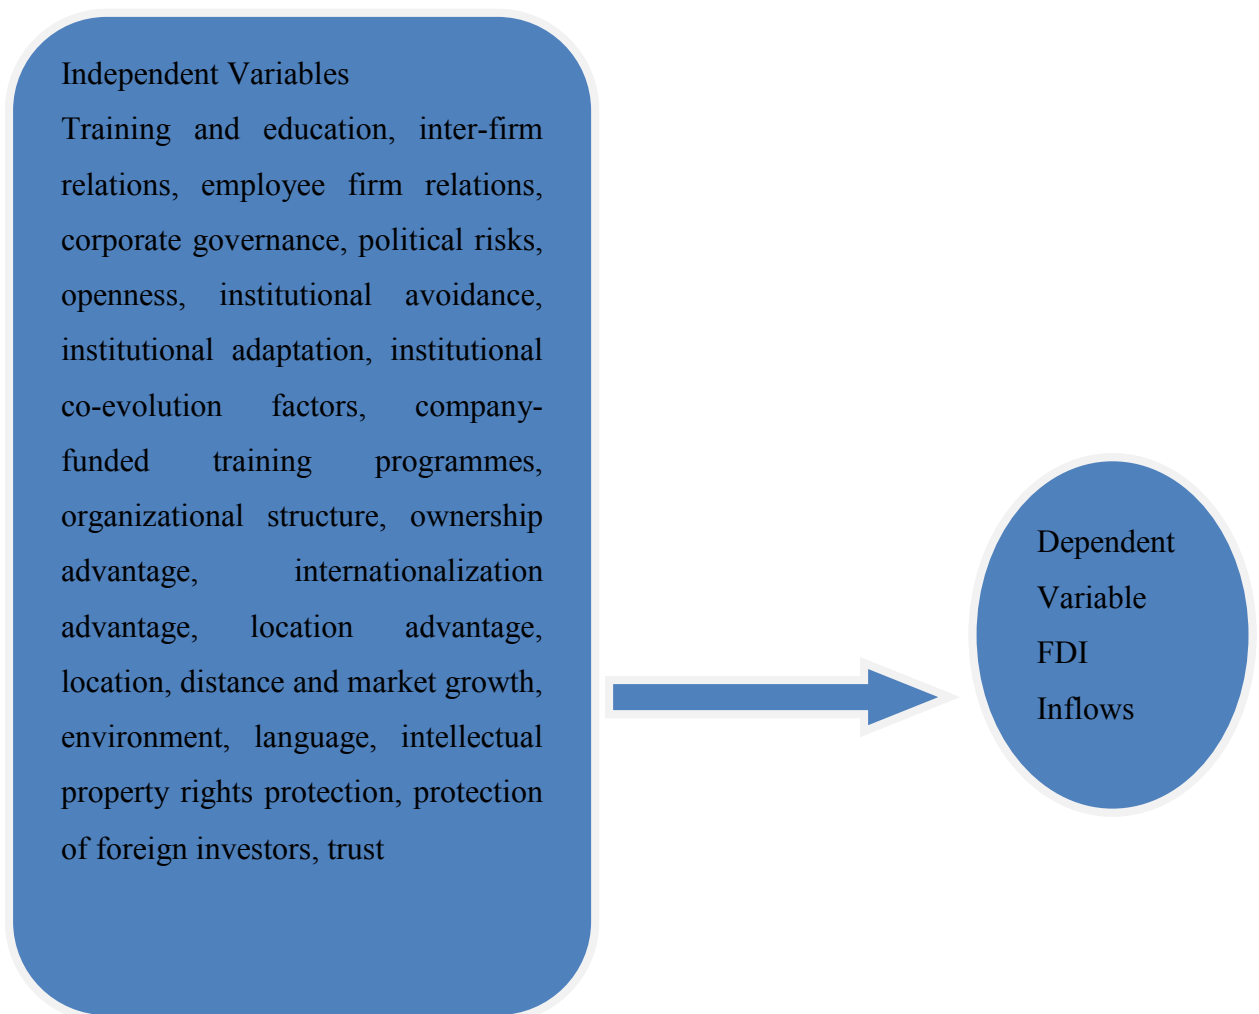 Independent Variables
Training and education, inter-firm
relations, employee firm relations,
corporate governance, political risks,
openness, institutional avoidance,
institutional adaptation, institutional
co-evolution factors, company-
funded training programmes,
organizational structure, ownership
advantage, internationalization
advantage, location advantage,
location, distance and market growth,
environment, language, intellectual
property rights protection, protection
of foreign investors, trust
Dependent
Variable
FDI
Inflows